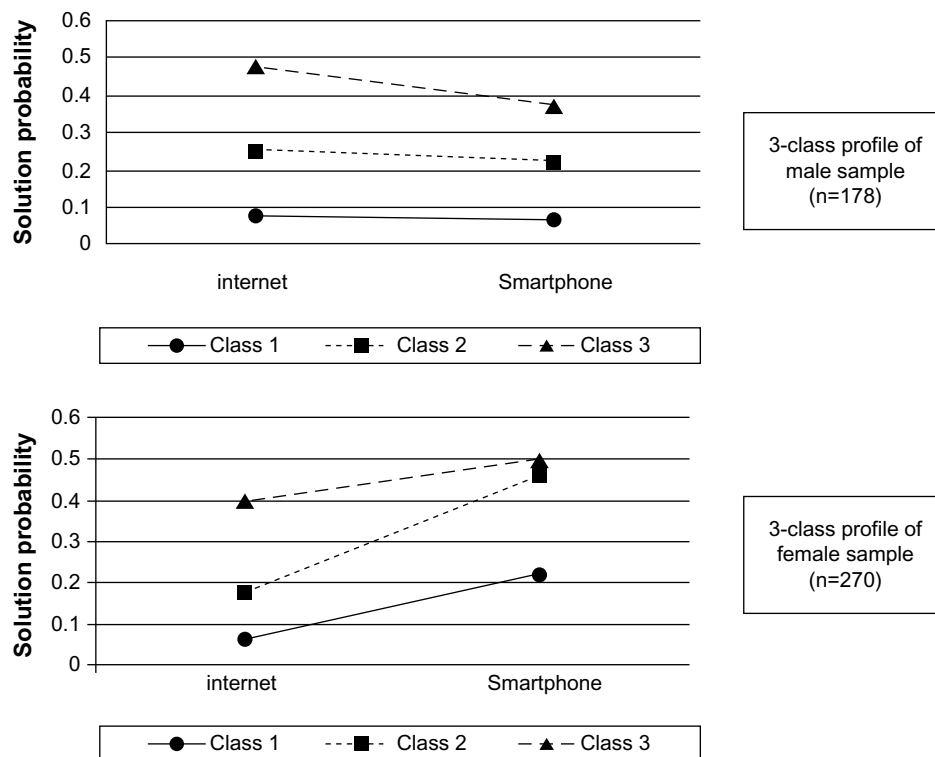 0.6
0.5
0.4
0.3
0.2
0.1
0
Solution probability
internet Smartphone
Class 1 Class 2 Class 3
3-class profile of
male sample
(n=178)
0.6
0.5
0.4
0.3
0.2
0.1
0
Solution probability
internet Smartphone
Class 1 Class 2 Class 3
3-class profile of
female sample
(n=270)